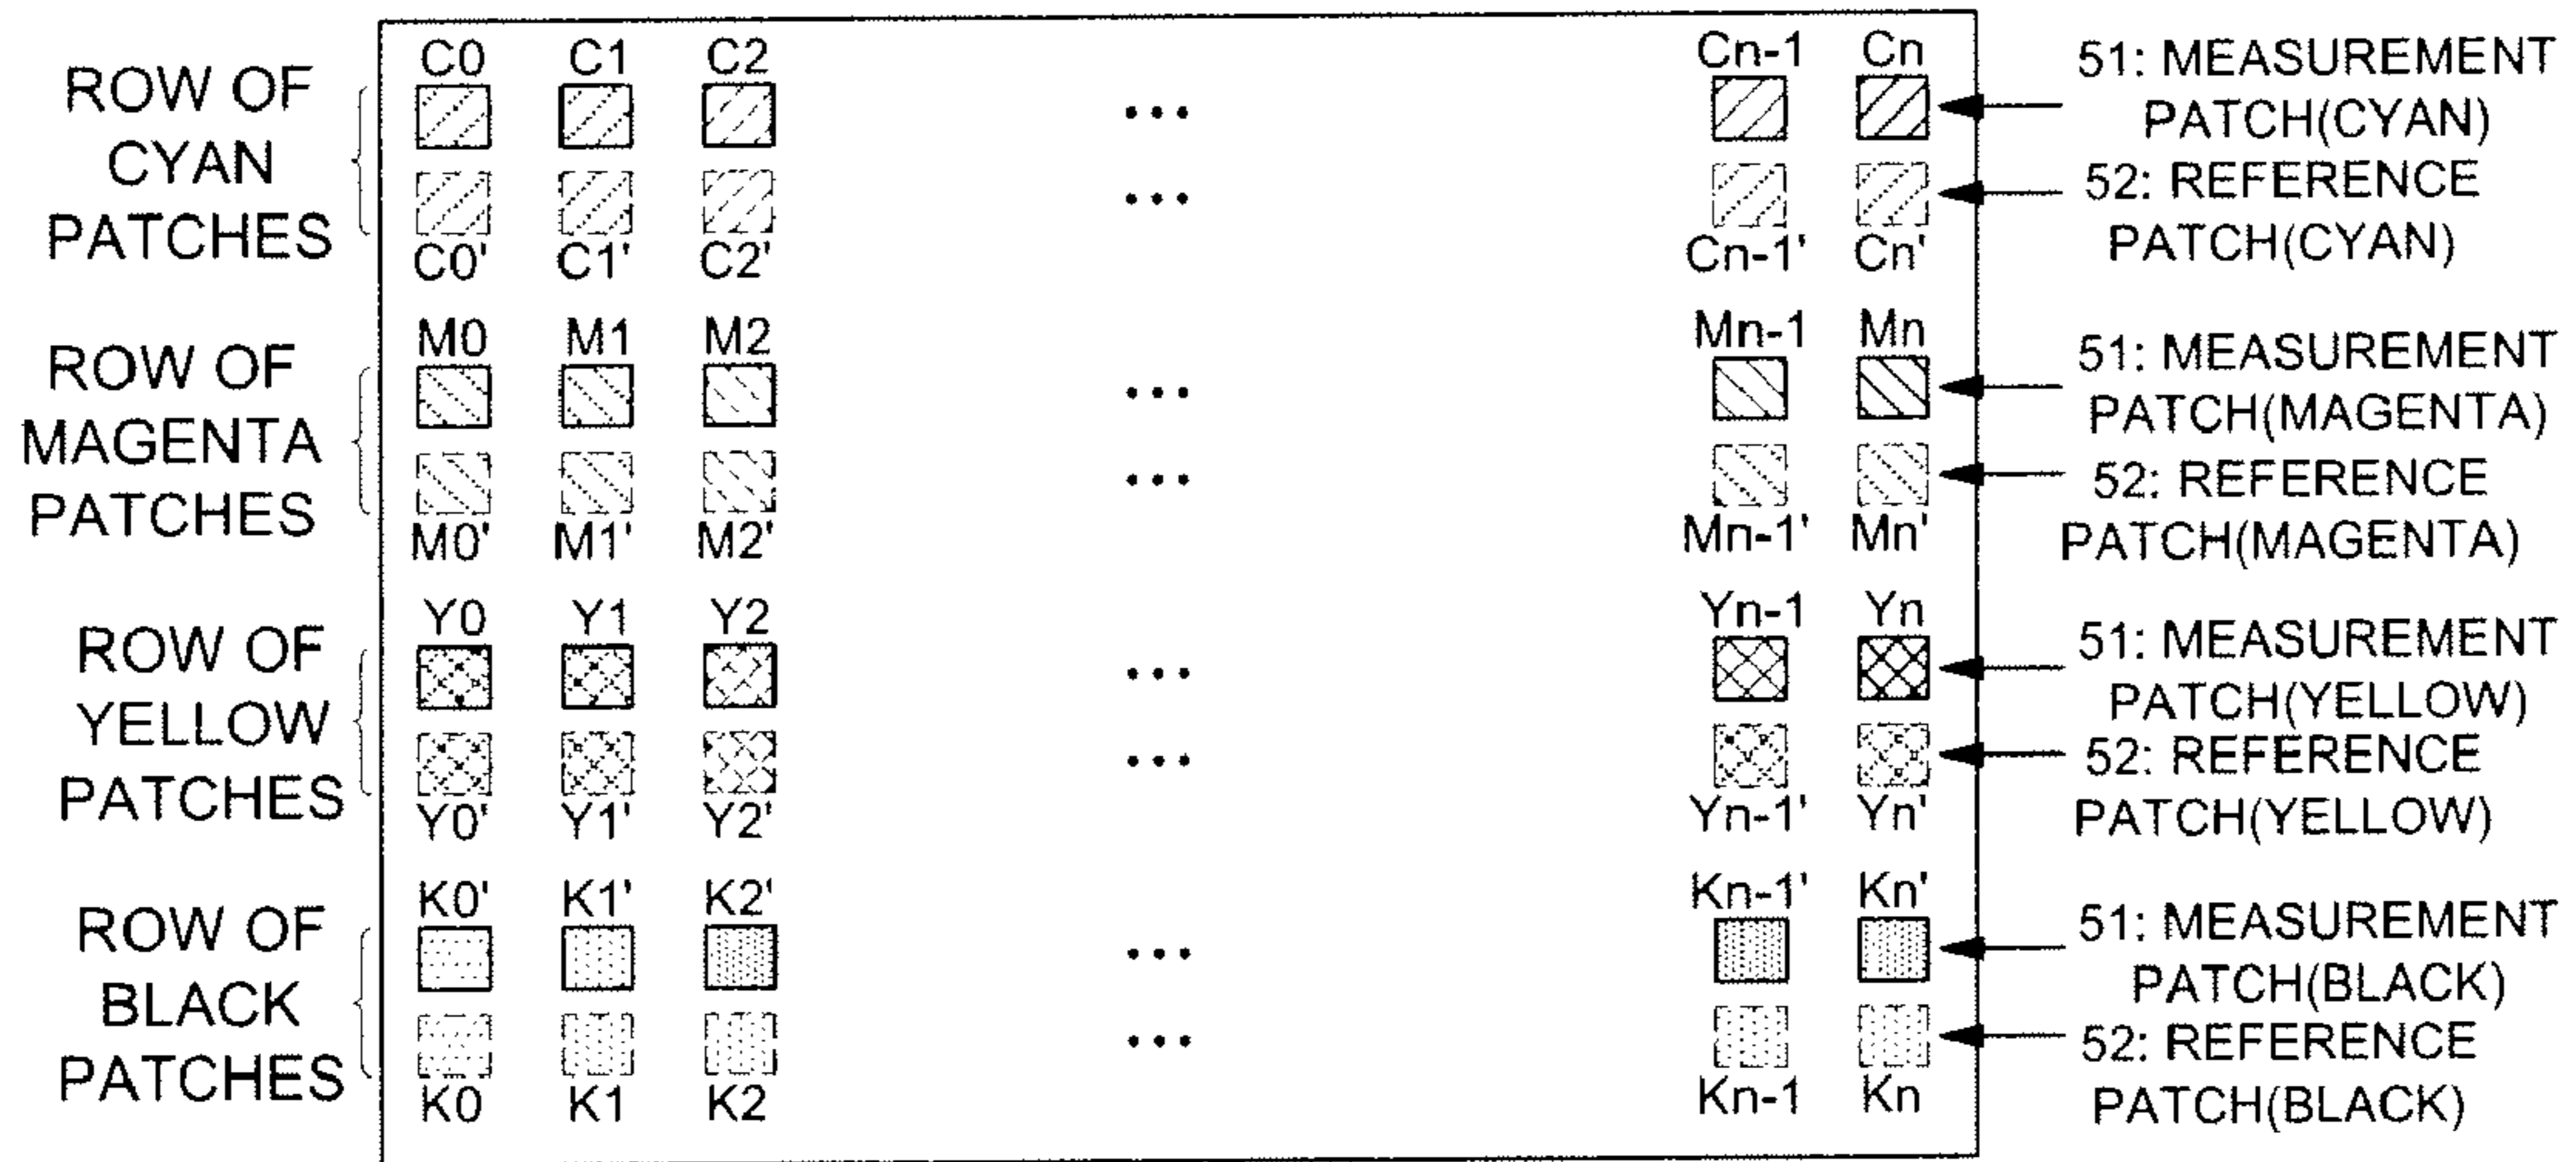 C0 C1 C2 Cn-1 Cn
ROW OF
CYAN
PATCHES
... 
51: MEASUREMENT
PATCH(CYAN)
...
52: REFERENCE
PATCH(CYAN)
C0' C1' C2' Cn-1' Cn'
M0 M1 M2 Mn-1 Mn
ROW OF
MAGENTA
PATCHES
...
51: MEASUREMENT
PATCH(MAGENTA)
...
52: REFERENCE
PATCH(MAGENTA)
M0' M1' M2' Mn-1' Mn'
Y0 Y1 Y2 Yn-1 Yn
ROW OF
YELLOW
PATCHES
...
51: MEASUREMENT
PATCH(YELLOW)
...
52: REFERENCE
PATCH(YELLOW)
Y0' Y1' Y2' Yn-1' Yn'
K0' K1' K2' Kn-1' Kn'
ROW OF
BLACK
PATCHES
...
51: MEASUREMENT
PATCH(BLACK)
...
52: REFERENCE
PATCH(BLACK)
K0 K1 K2 Kn-1 Kn